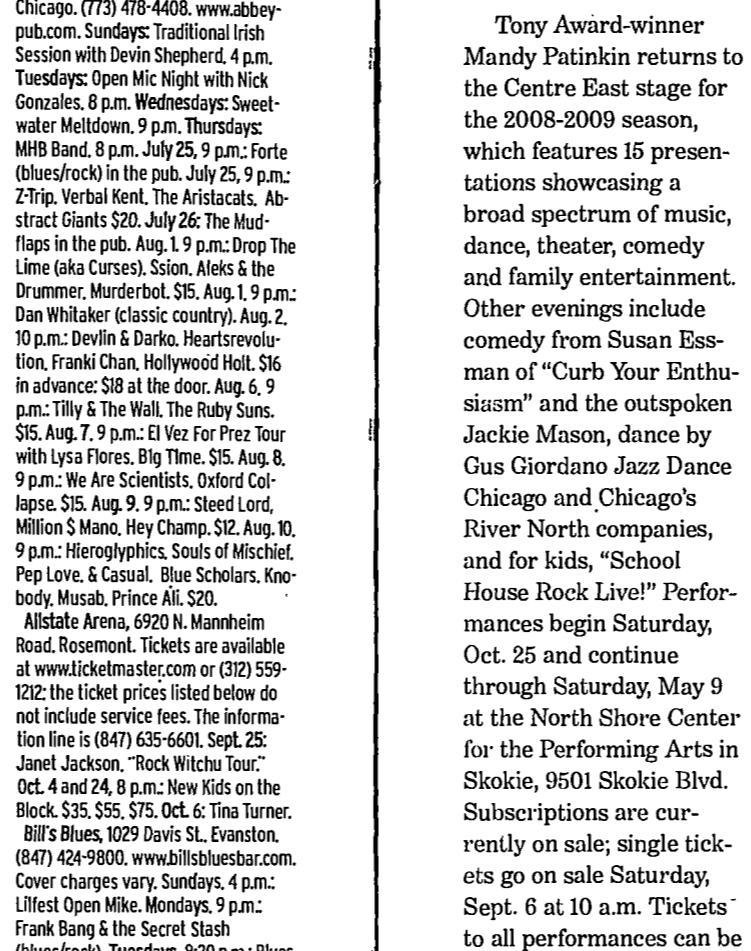 Chicago. (773) 478-4408. www.abbey-
pub.com. Sundays: Traditional Irish
Session with Devin Shepherd, 4 p.m.
Tuesdays: Open Mic Night with Nick
Gonzales. 8 p.m. Wednesdays: Sweet-
water Meltdown. 9 p.m. Thursdays:
MHB Band. 8 p.m. July 25, 9 p.m.: Forte
(blues/rock) in the pub. July 25, 9 p.m.:
Z-Trip. Verbal Kent. The Aristacats. Ab-
stract Giants $20. July 26: The Mud-
flaps in the pub. Aug. 1. 9 p.m.: Drop The
Lime (aka Curses). Ssion. Aleks & the
Drummer. Murderbot. $15. Aug. 1. 9 p.m.:
Dan Whitaker (classic country). Aug. 2,
10 p.m.: Devlin & Darko. Heartsrevolu-
tion. Franki Chan. Hollywood Holt. $16
in advance: $18 at the door. Aug. 6. 9
p.m.: Tilly & The Wall. The Ruby Suns.
$15. Aug. 7. 9 p.m.: El Vez For Prez Tour
with Lysa Flores. B1g T1me. $15. Aug. 8.
9 p.m.: We Are Scientists. Oxford Col-
lapse. $15. Aug. 9. 9 p.m.: Steed Lord,
Million $ Mano. Hey Champ. $12. Aug. 10.
9 p.m.: Hieroglyphics. Souls of Mischief.
Pep Love. & Casual. Blue Scholars. Kno-
body. Musab. Prince Ali. $20.
Allstate Arena, 6920 N. Mannheim
Road. Rosemont. Tickets are available
at www.ticketmaster.com or (312) 559-
1212: the ticket prices listed below do
not include service fees. The informa-
tion line is (847) 635-6601. Sept. 25:
Janet Jackson. "Rock Witchu Tour."
Oct. 4 and 24, 8 p.m.: New Kids on the
Block. $35. $55. $75. Oct. 6: Tina Turner.
Bill's Blues, 1029 Davis St.. Evanston.
(847) 424-9800. www.billsbluesbar.com.
Cover charges vary. Sundays. 4 p.m.:
Lilfest Open Mike. Mondays. 9 p.m.:
Frank Bang & the Secret Stash
(blues/rock). Tuesdays. 9:30 p.m.: Blues
Tony Award-winner
Mandy Patinkin returns to
the Centre East stage for
the 2008-2009 season,
which features 15 presen-
tations showcasing a
broad spectrum of music,
dance, theater, comedy
and family entertainment.
Other evenings include
comedy from Susan Ess-
man of "Curb Your Enthu-
siasm" and the outspoken
Jackie Mason, dance by
Gus Giordano Jazz Dance
Chicago and Chicago's
River North companies,
and for kids, "School
House Rock Live!" Perfor-
mances begin Saturday,
Oct. 25 and continue
through Saturday, May 9
at the North Shore Center
for the Performing Arts in
Skokie, 9501 Skokie Blvd.
Subscriptions are cur-
rently on sale; single tick-
ets go on sale Saturday,
Sept. 6 at 10 a.m. Tickets
to all performances can be